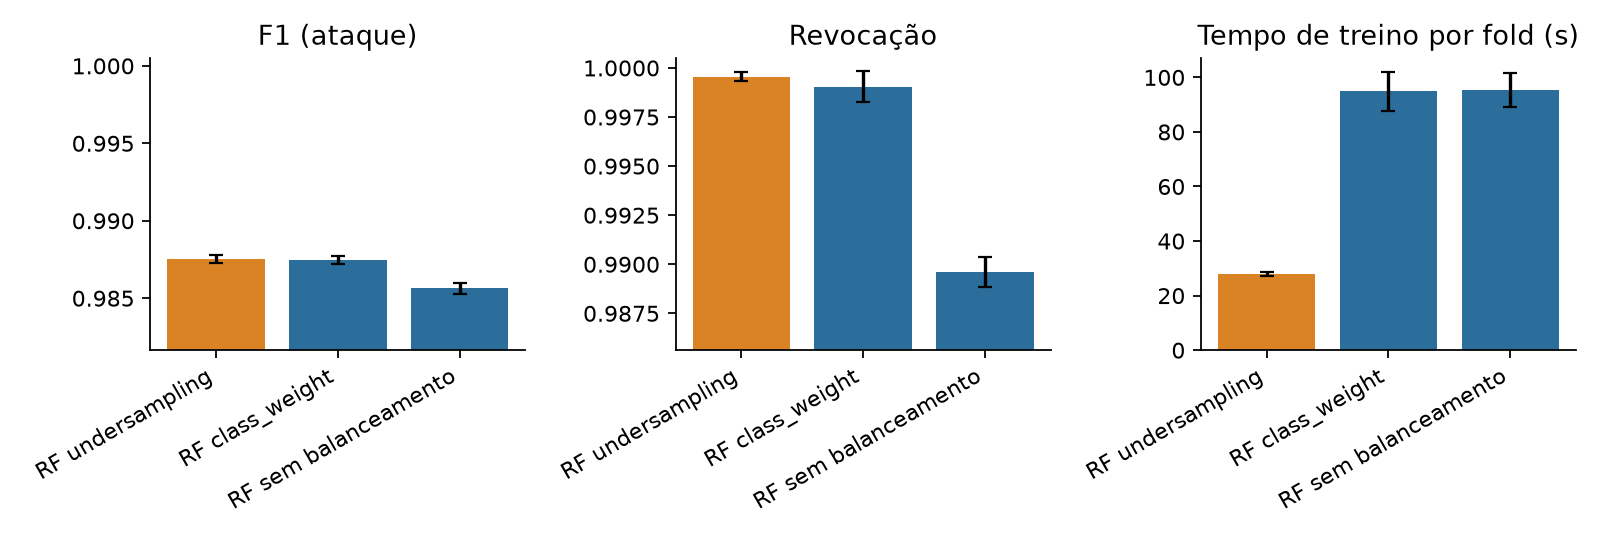 F1 (ataque)
1.000
0.995
0.990
0.985
RF undersampling
RF class_weight
RF sem balanceamento
Revocação
1.0000
0.9975
0.9950
0.9925
0.9900
0.9875
RF undersampling
RF class_weight
RF sem balanceamento
Tempo de treino por fold (s)
100
80
60
40
20
0
RF undersampling
RF class_weight
RF sem balanceamento